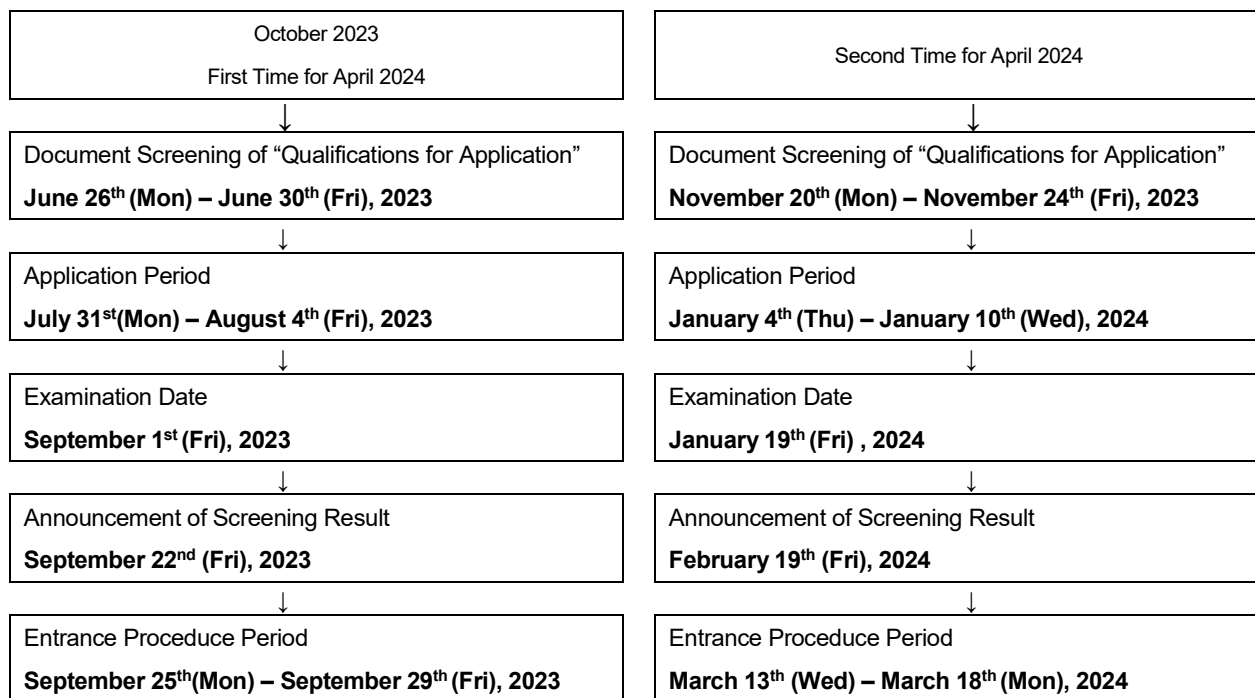 October 2023
First Time for April 2024
↓
Document Screening of “Qualifications for Application”
June 26th (Mon) – June 30th (Fri), 2023
↓
Application Period
July 31st(Mon) – August 4th (Fri), 2023
↓
Examination Date
September 1st (Fri), 2023
↓
Announcement of Screening Result
September 22nd (Fri), 2023
↓
Entrance Proceduce Period
September 25th(Mon) – September 29th (Fri), 2023
Second Time for April 2024
↓
Document Screening of “Qualifications for Application”
November 20th (Mon) – November 24th (Fri), 2023
↓
Application Period
January 4th (Thu) – January 10th (Wed), 2024
↓
Examination Date
January 19th (Fri) , 2024
↓
Announcement of Screening Result
February 19th (Fri), 2024
↓
Entrance Proceduce Period
March 13th (Wed) – March 18th (Mon), 2024